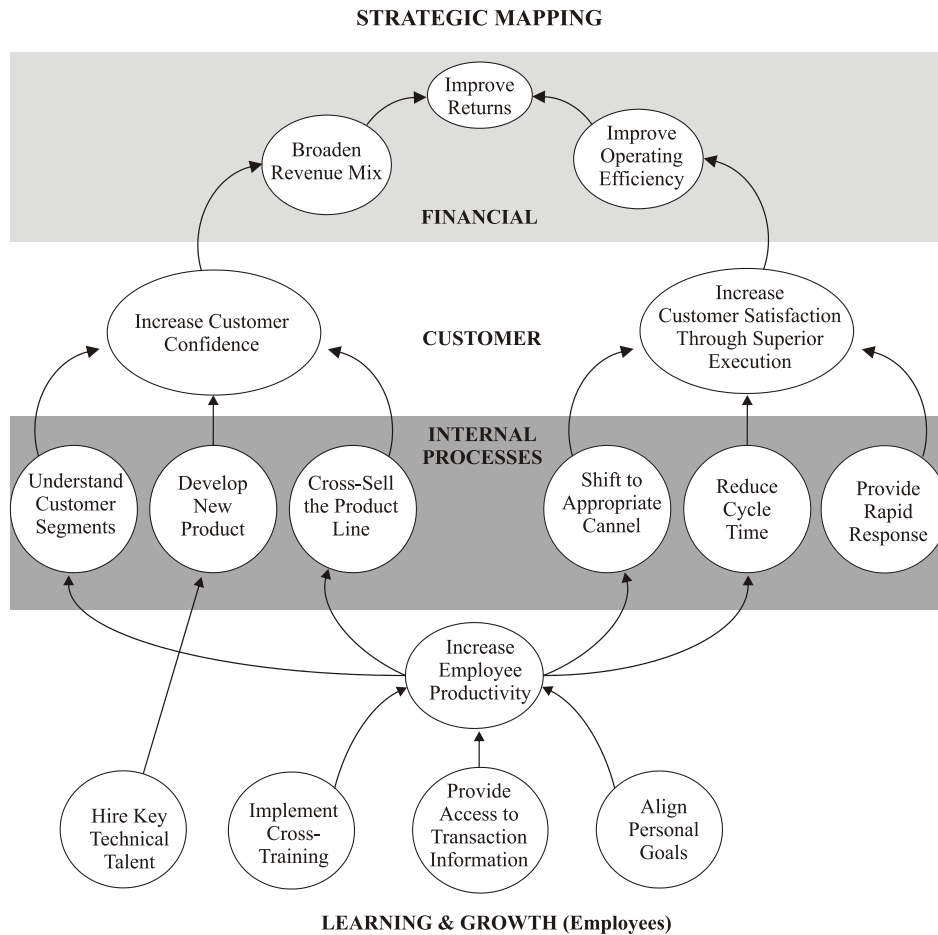 STRATEGIC MAPPING
Improve
Returns
Broaden
Revenue Mix
Improve
Operating
Efficiency
FINANCIAL
Increase Customer
Confidence
CUSTOMER
Increase
Customer Satisfaction
Through Superior
Execution
INTERNAL
PROCESSES
Understand
Customer
Segments
Develop
New
Product
Cross-Sell
the Product
Line
Shift to
Appropriate
Cannel
Reduce
Cycle
Time
Provide
Rapid
Response
Increase
Employee
Productivity
Hire Key
Technical
Talent
Implement
Cross-
Training
Provide
Access to
Transaction
Information
Align
Personal
Goals
LEARNING & GROWTH (Employees)